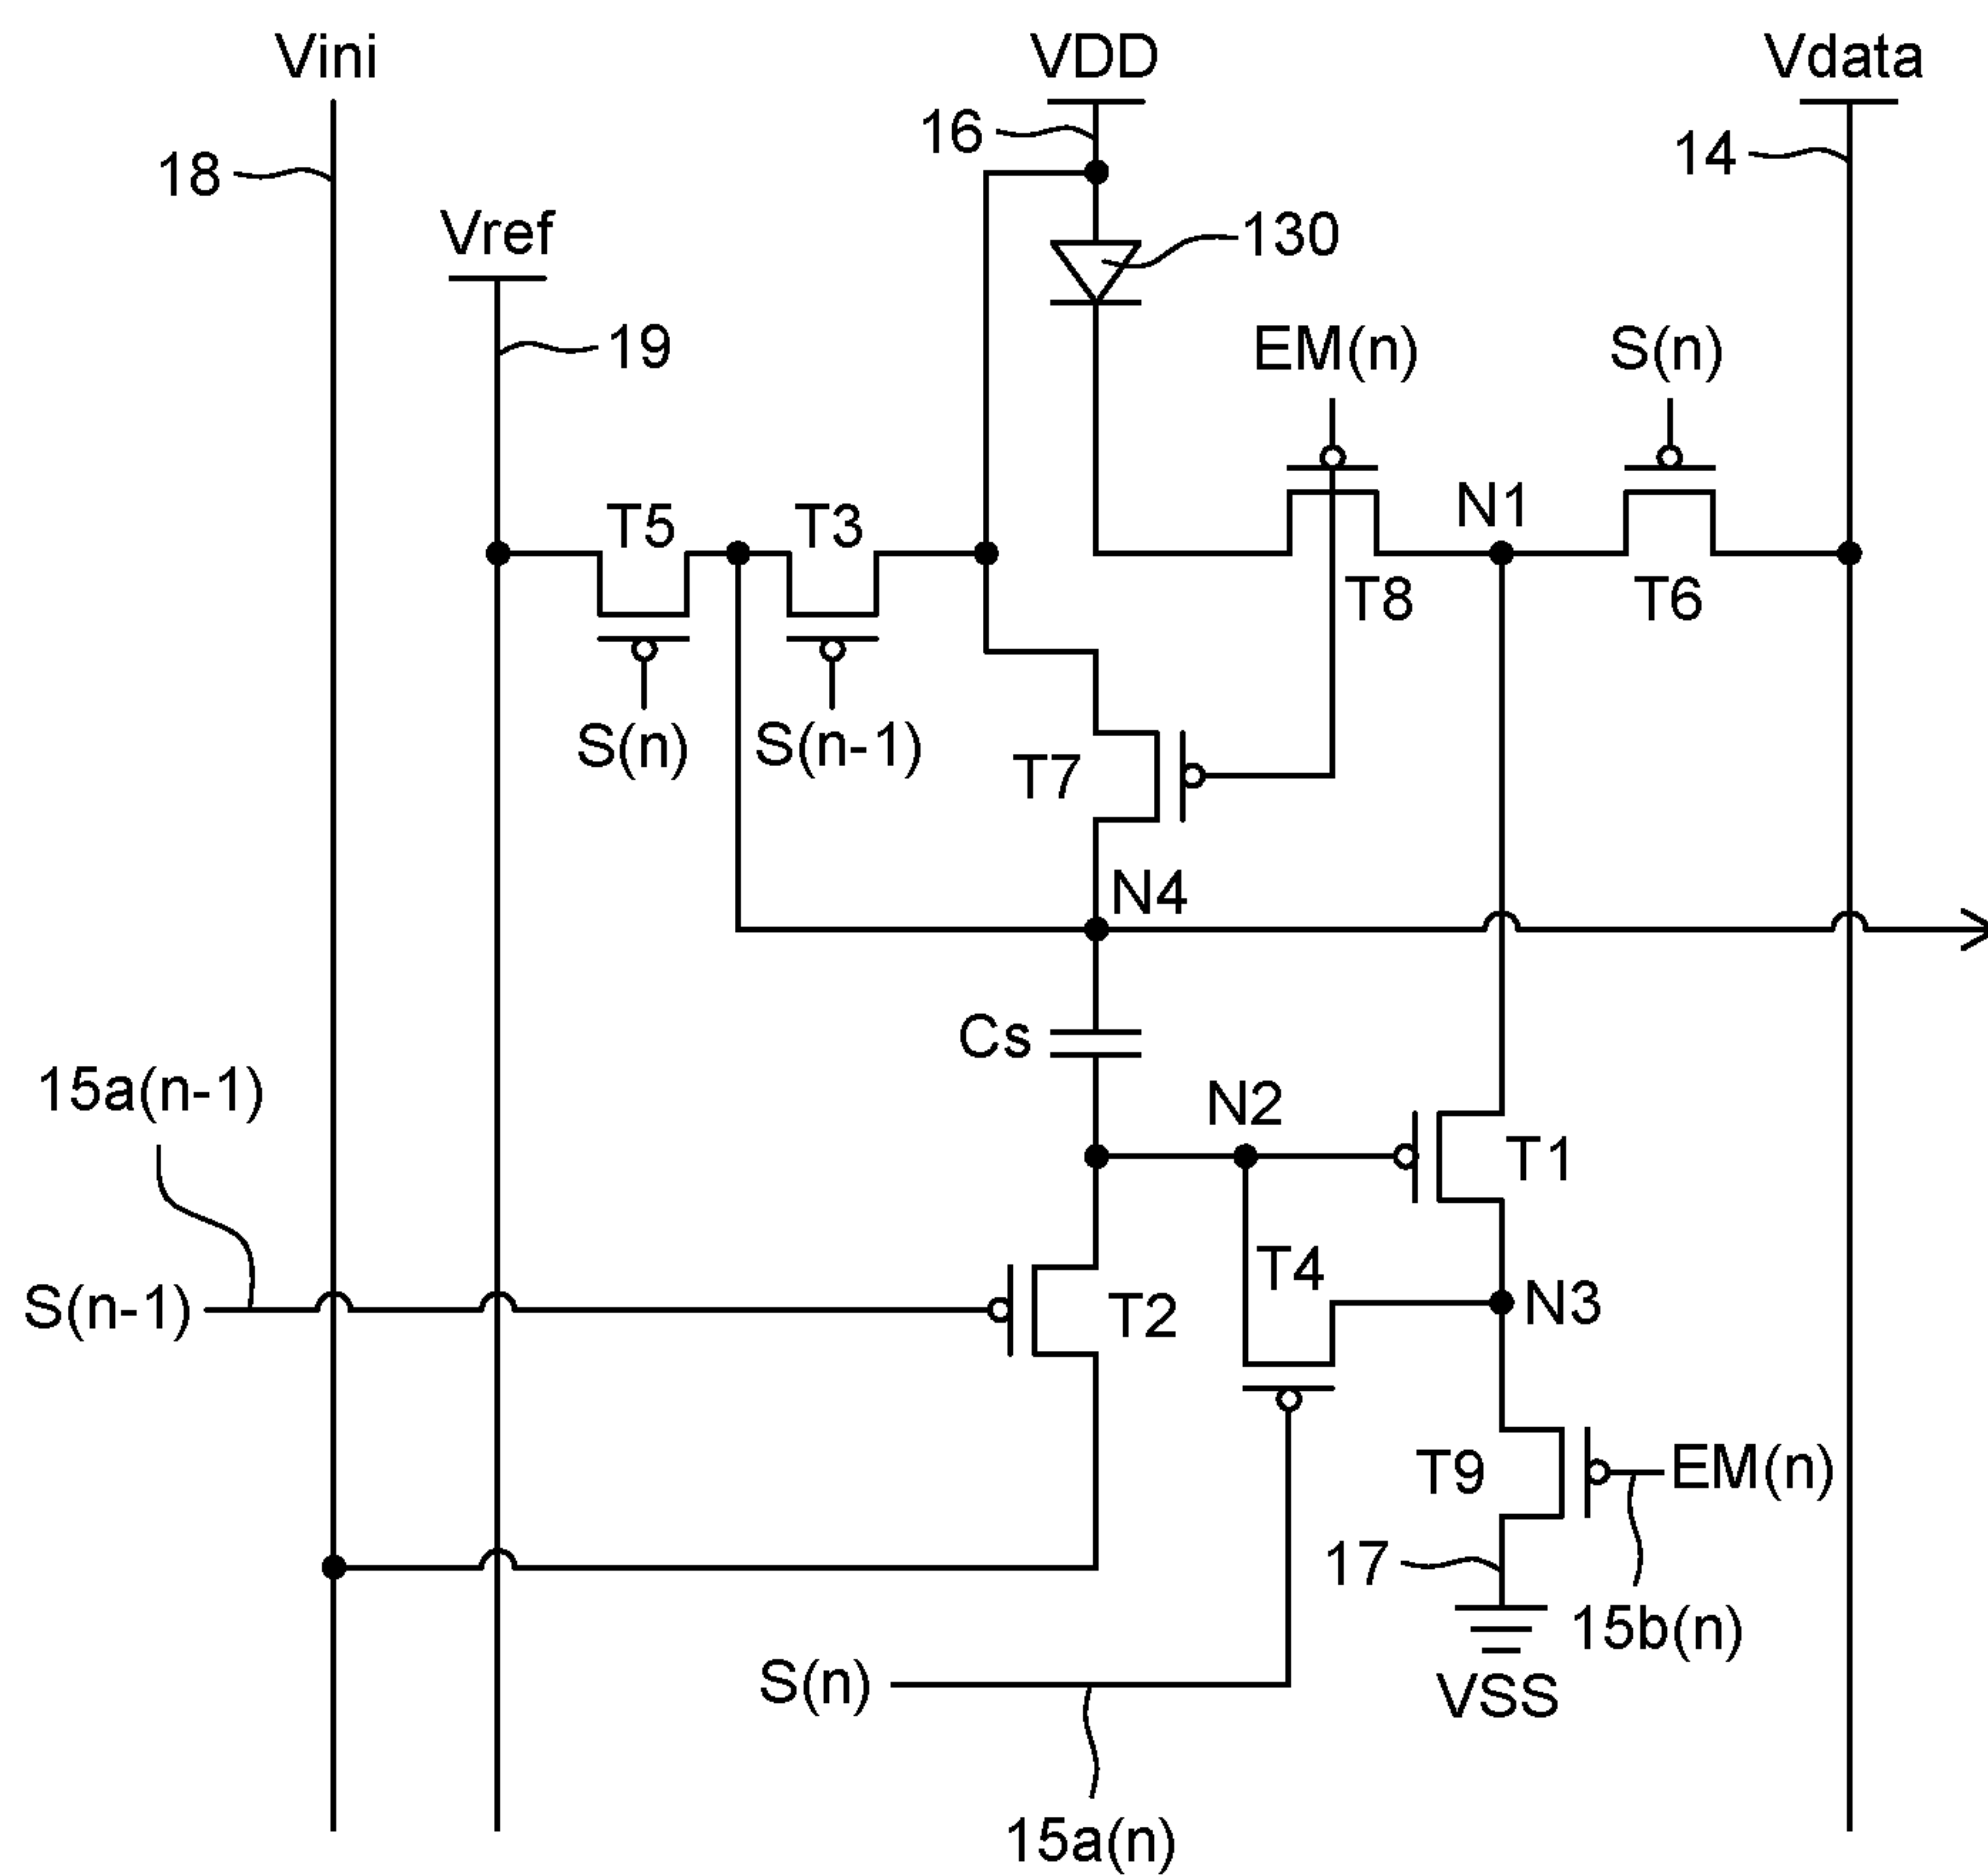 Vini
VDD
Vdata
16
18
14
Vref
130
19
EM(n)
S(n)
T5
T3
N1
T8
T6
S(n)
S(n-1)
T7
N4
Cs
15a(n-1)
N2
T1
T4
S(n-1)
T2
N3
T9
EM(n)
17
15b(n)
S(n)
VSS
15a(n)